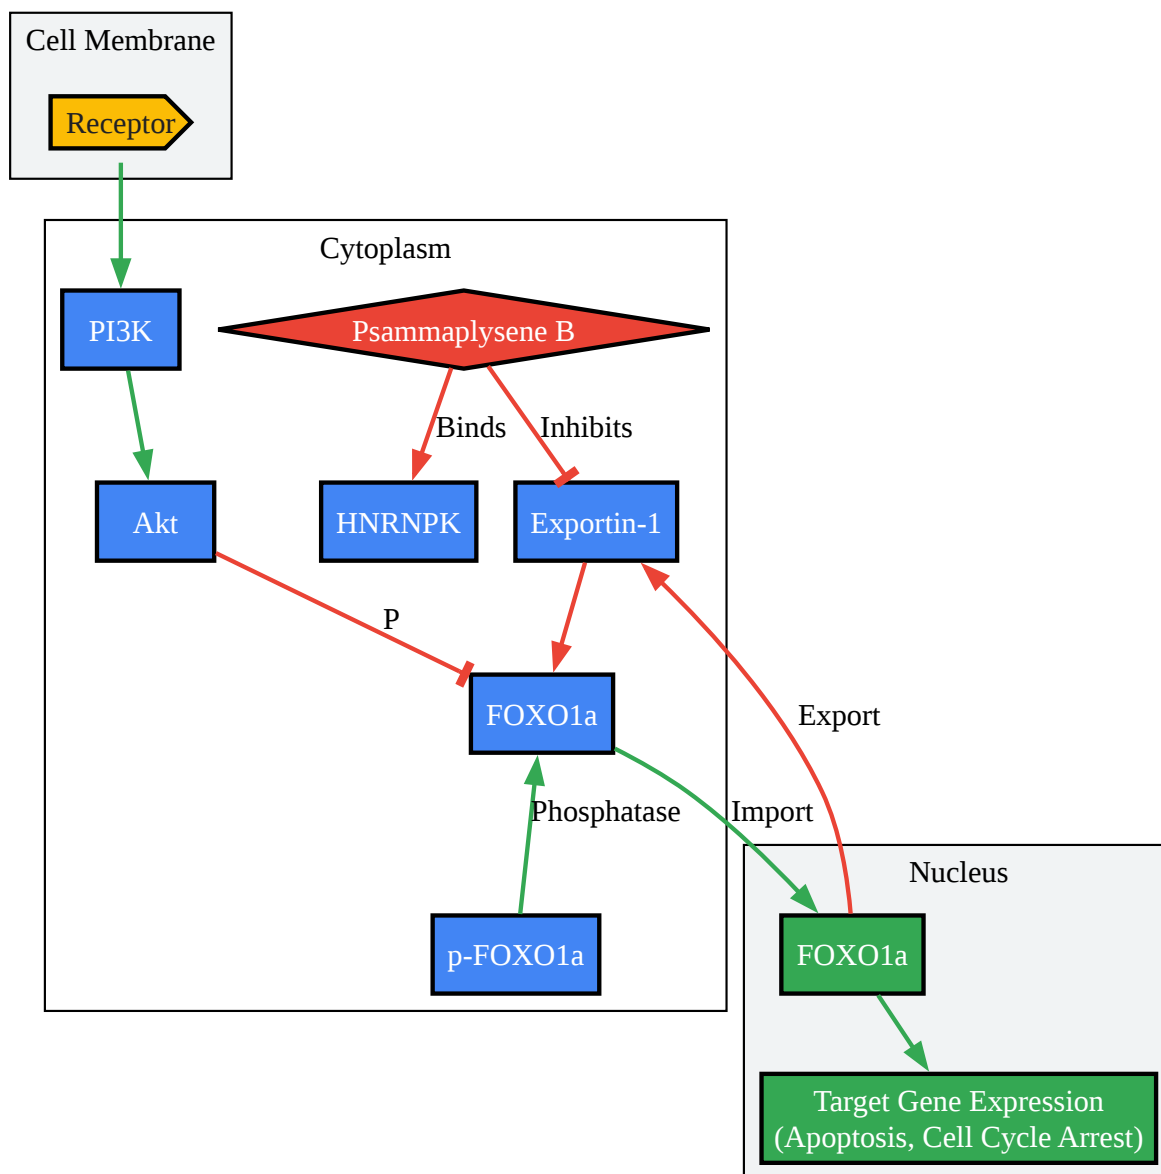 Cell Membrane
Receptor
Cytoplasm
PI3K
Psammaplysene B
Binds
Inhibits
Akt
HNRNPK
Exportin-1
P
FOXO1a
Export
Phosphatase
Import
Nucleus
p-FOXO1a
FOXO1a
Target Gene Expression
(Apoptosis, Cell Cycle Arrest)